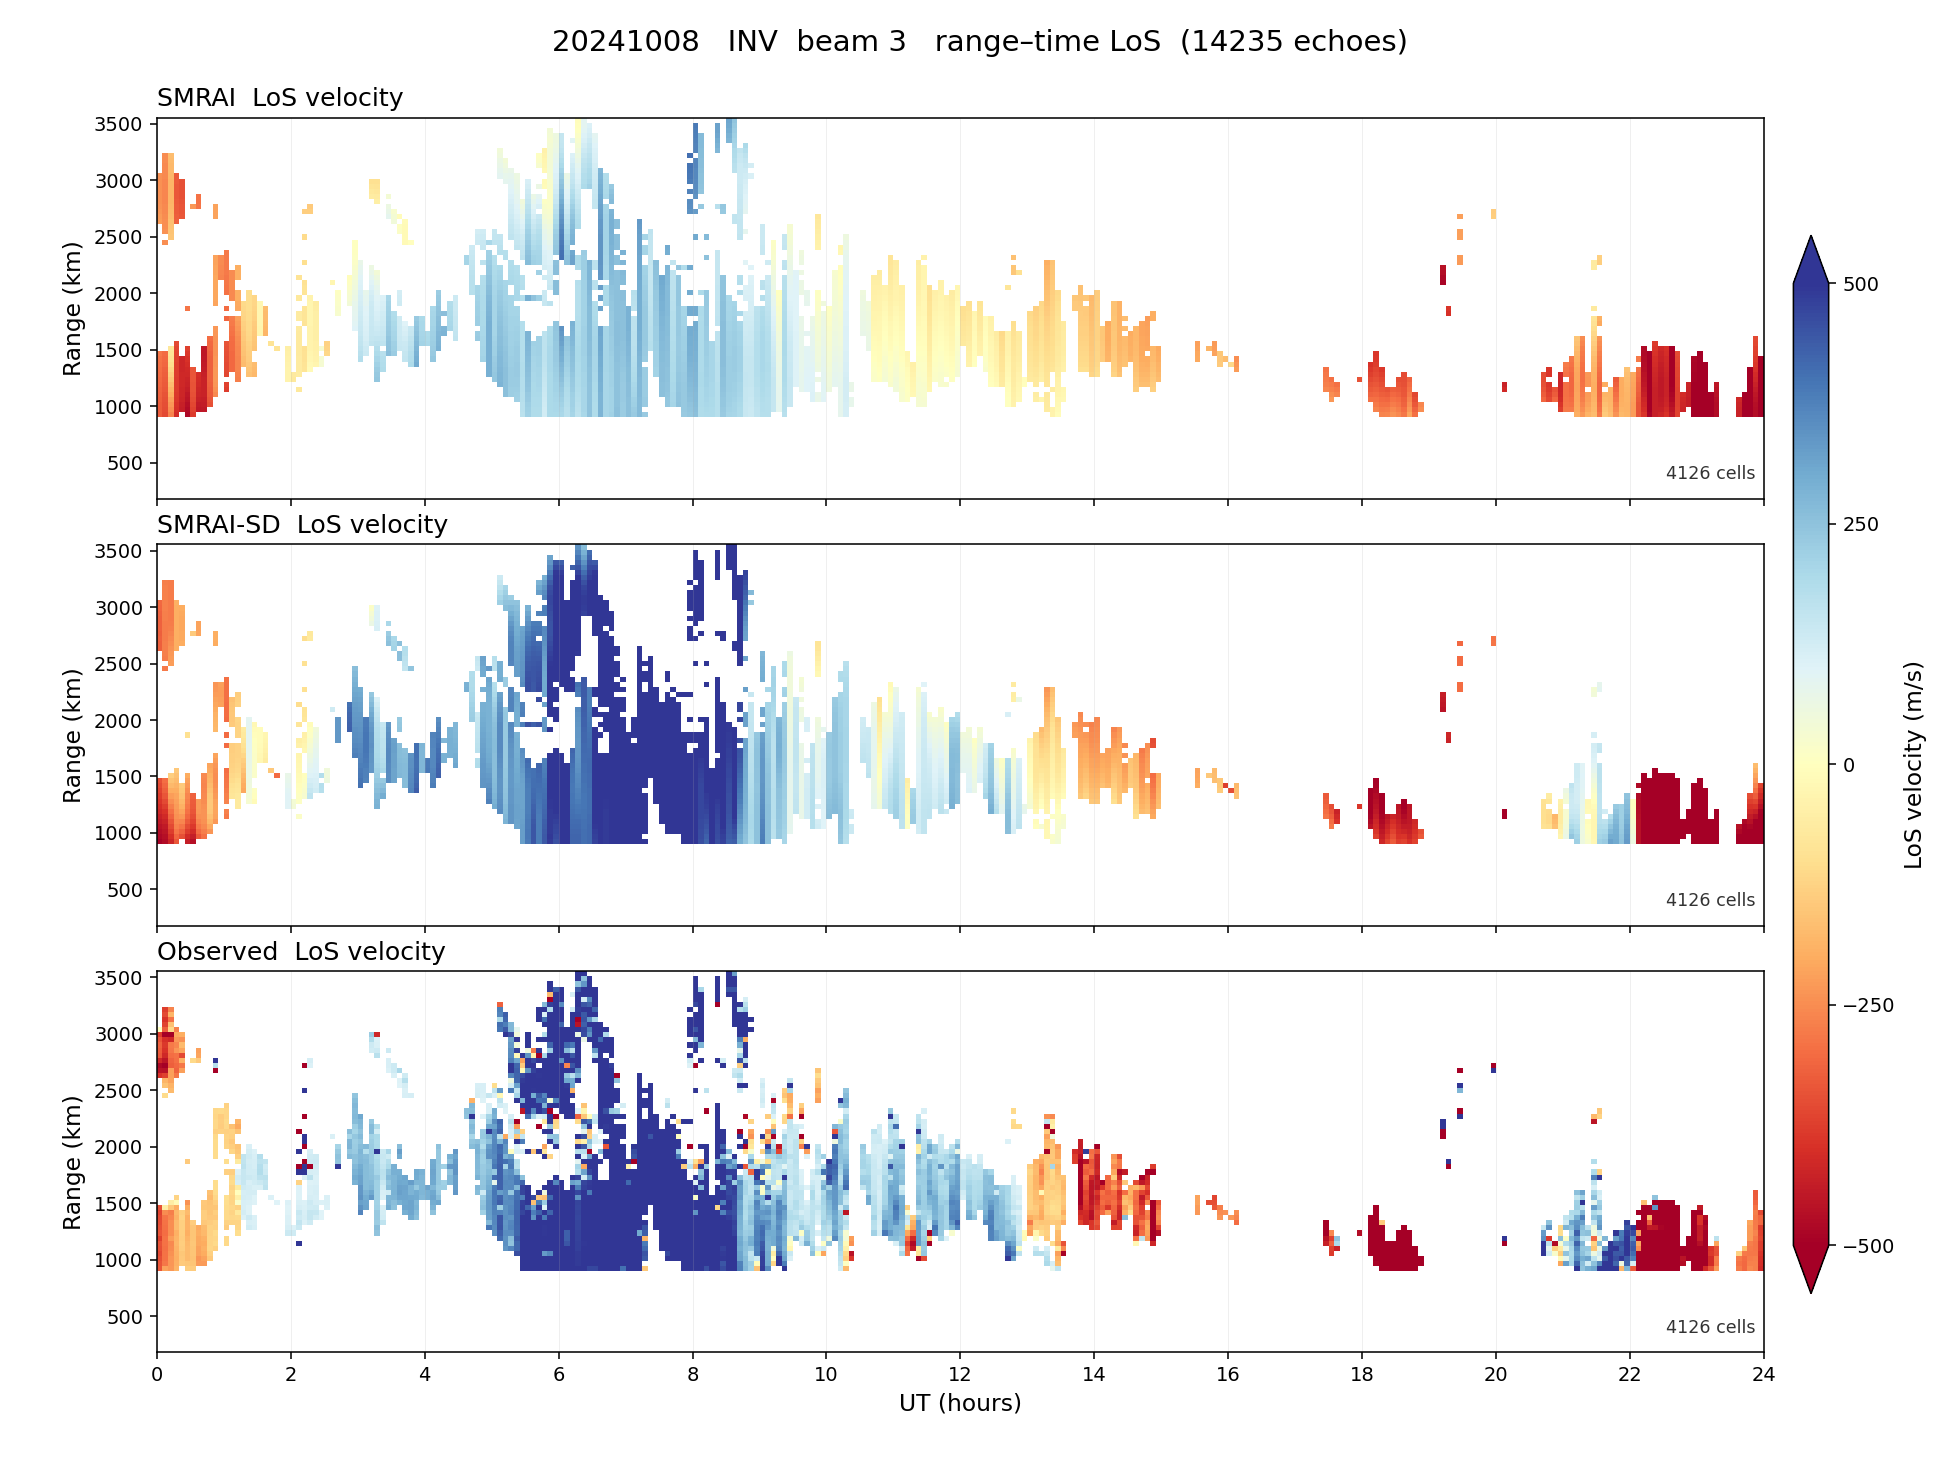 20241008   INV  beam 3   range–time LoS  (14235 echoes)
SMRAI  LoS velocity
3500
3000
2500
2000
1500
1000
500
Range (km)
4126 cells
SMRAI-SD  LoS velocity
3500
3000
2500
2000
1500
1000
500
Range (km)
4126 cells
Observed  LoS velocity
3500
3000
2500
2000
1500
1000
500
Range (km)
4126 cells
0 2 4 6 8 10 12 14 16 18 20 22 24
UT (hours)
500
250
0
−250
−500
LoS velocity (m/s)